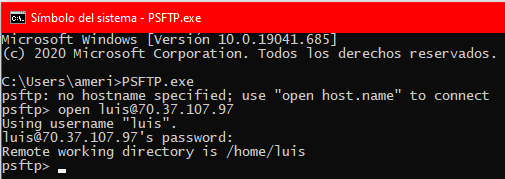 Símbolo del sistema - PSFTP.exe
Microsoft Windows [Versión 10.0.19041.685]
(c) 2020 Microsoft Corporation. Todos los derechos reservados.
C:\Users\ameri>PSFTP.exe
psftp: no hostname specified; use "open host.name" to connect
psftp> open luis@70.37.107.97
Using username "luis".
luis@70.37.107.97's password:
Remote working directory is /home/luis
psftp>